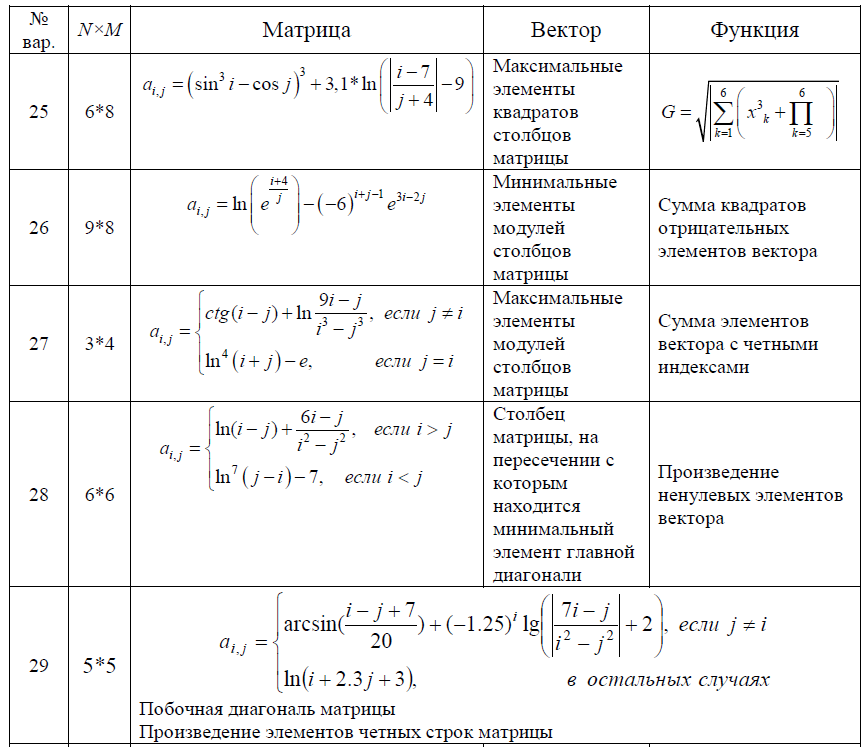 № вар. N×M Матрица Вектор Функция
25 6*8 a_{i,j} = (sin³ i − cos j)³ + 3,1* ln(|(i − 7)/(j + 4)| − 9)
Максимальные
элементы
квадратов
столбцов
матрицы
G = √|∑_{k=1}^{6}(x³_k + ∏_{k=5}^{6})|
26 9*8 a_{i,j} = ln(e^{(i+4)/j}) − (−6)^{i+j−1} e^{3i−2j}
Минимальные
элементы
модулей
столбцов
матрицы
Сумма квадратов
отрицательных
элементов вектора
27 3*4 a_{i,j} = {
ctg(i − j) + ln (9i − j)/(i³ − j³), если j ≠ i
ln⁴(i + j) − e, если j = i
Максимальные
элементы
модулей
столбцов
матрицы
Сумма элементов
вектора с четными
индексами
28 6*6 a_{i,j} = {
ln(i − j) + (6i − j)/(i² − j²), если i > j
ln⁷(j − i) − 7, если i < j
Столбец
матрицы, на
пересечении с
которым
находится
минимальный
элемент главной
диагонали
Произведение
ненулевых элементов
вектора
29 5*5 a_{i,j} = {
arcsin((i − j + 7)/20) + (−1.25)^i lg(|(7i − j)/(i² − j²)| + 2), если j ≠ i
ln(i + 2.3j + 3), в остальных случаях
Побочная диагональ матрицы
Произведение элементов четных строк матрицы